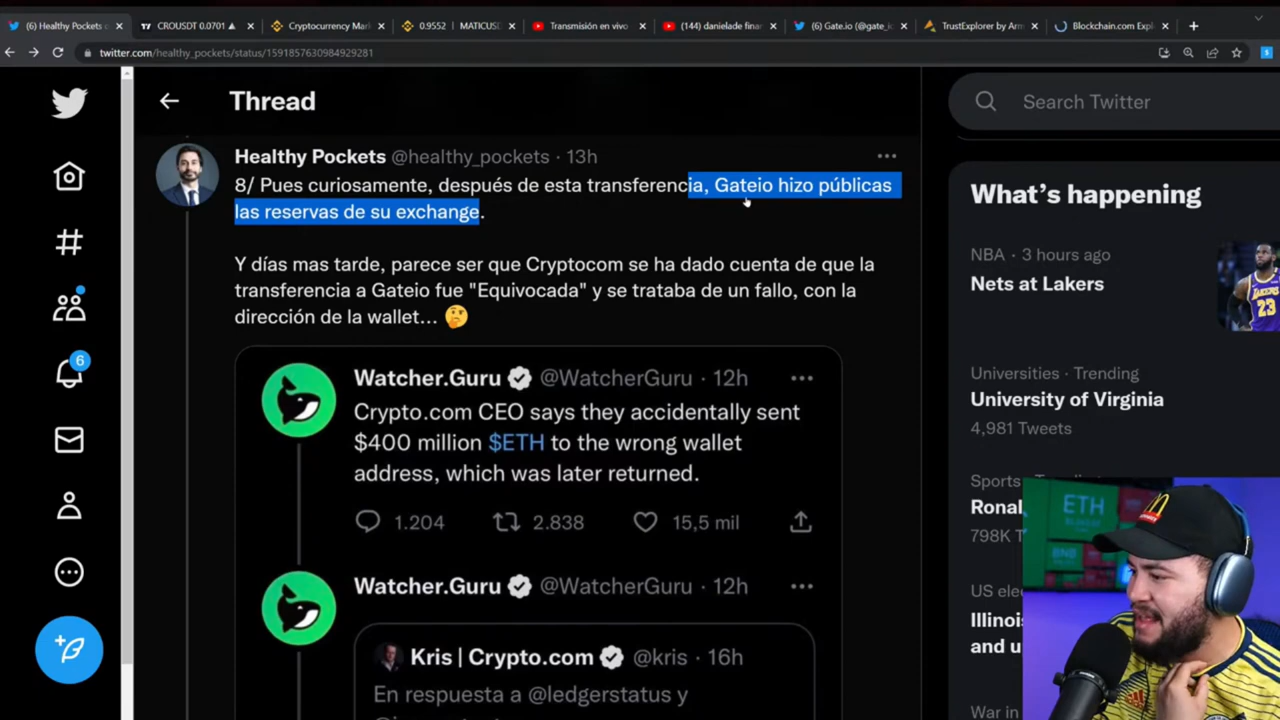 (6) Healthy Pockets
CROUSDT 0.0701 ▲
Cryptocurrency Mar
0.9552 | MATICUSD
Transmisión en vivo
(144) danielade finan
(6) Gate.io (@gate_io
TrustExplorer by Arm
Blockchain.com Expl
twitter.com/healthy_pockets/status/1591857630984929281
Thread
Search Twitter
Healthy Pockets @healthy_pockets · 13h
8/ Pues curiosamente, después de esta transferencia, Gateio hizo públicas
las reservas de su exchange.
Y días mas tarde, parece ser que Cryptocom se ha dado cuenta de que la
transferencia a Gateio fue "Equivocada" y se trataba de un fallo, con la
dirección de la wallet... 🤔
Watcher.Guru @WatcherGuru · 12h
Crypto.com CEO says they accidentally sent
$400 million $ETH to the wrong wallet
address, which was later returned.
1.204 2.838 15,5 mil
Watcher.Guru @WatcherGuru · 12h
Kris | Crypto.com @kris · 16h
En respuesta a @ledgerstatus y
6
What's happening
NBA · 3 hours ago
Nets at Lakers
23
Universities · Trending
University of Virginia
4,981 Tweets
Sports
Ronal
798K T
US ele
Illinois
and u
War in
ETH
BNB